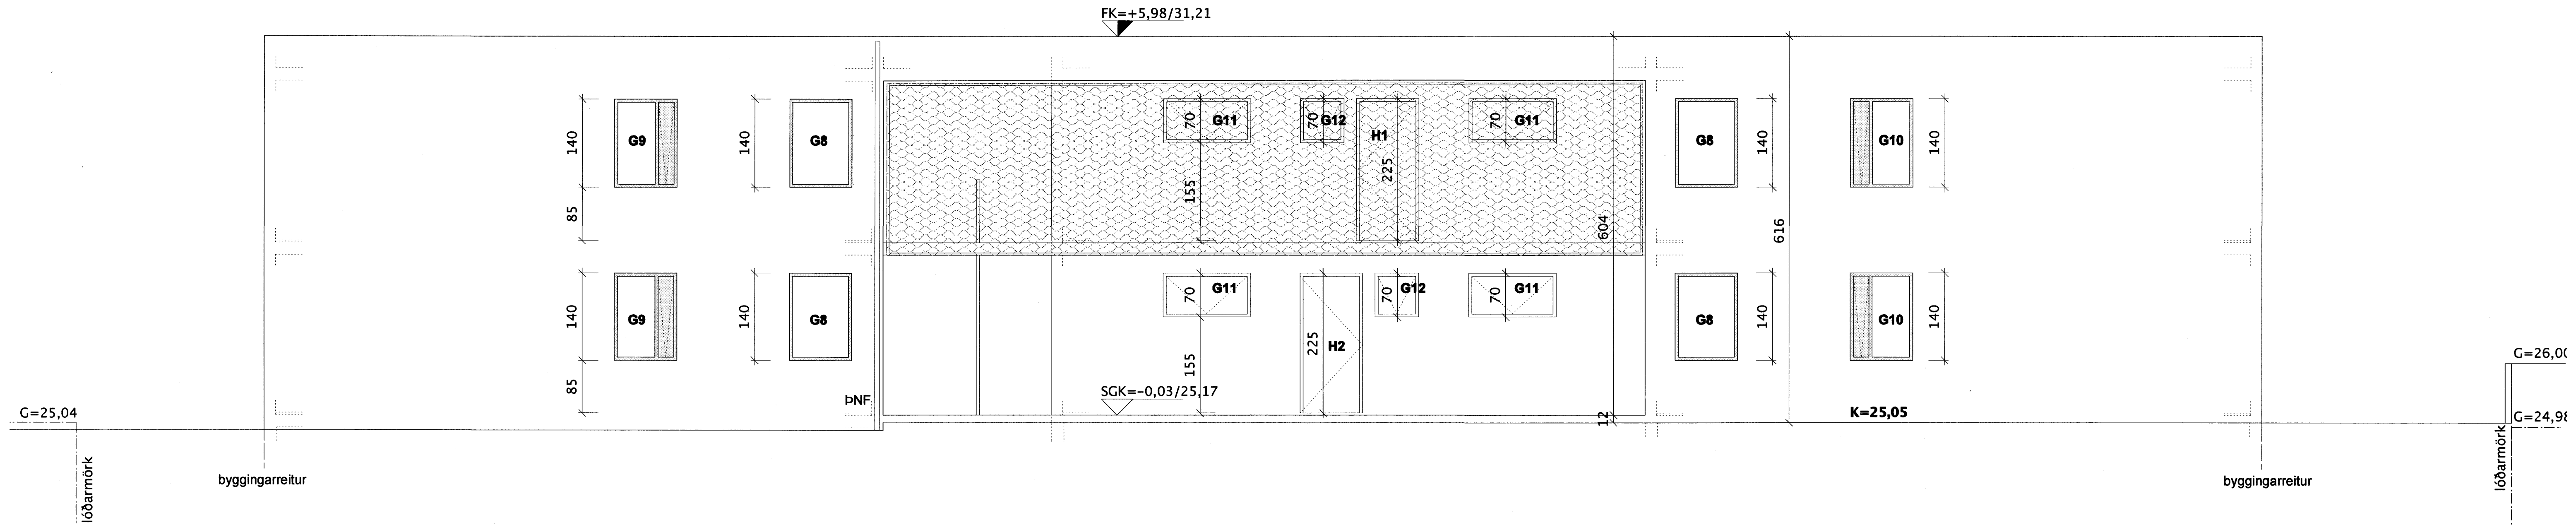 FK=+5,98/31,21
140
G9
140
G8
70
G11
70
G12
H1
70
G11
G8
140
G10
140
85
155
225
604
616
140
G9
140
G8
70
G11
70
G12
70
G11
G8
140
G10
140
85
155
225
H2
G=26,00
ÞNF
SGK=-0,03/25,17
12
K=25,05
G=25,04
G=24,98
lóðarmörk
byggingarreitur
byggingarreitur
lóðarmörk